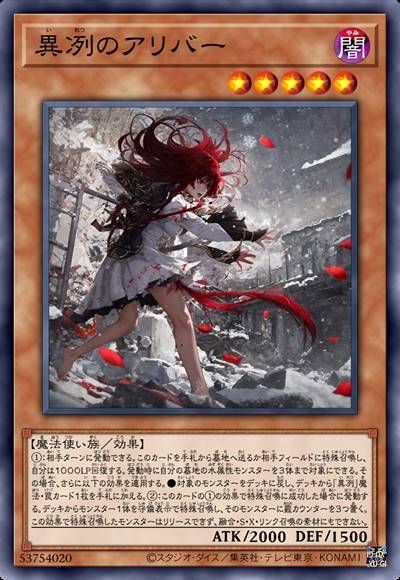 異冽のアリバー
闇
【魔法使い族／効果】
①：相手ターンに発動できる。このカードを手札から墓地へ送るか相手フィールドに特殊召喚し、
自分は1000LP回復する。発動時に自分の墓地の水属性モンスターを3体まで対象にできる。そ
の場合、さらに、以下の効果を適用する。●対象のモンスターをデッキに戻し、デッキから「異冽」魔
法・罠カード1枚を手札に加える。②：このカードの①の効果で特殊召喚に成功した場合に発動す
る。デッキからモンスター1体を守備表示で特殊召喚し、そのモンスターに霰カウンターを3つ置く。
この効果で特殊召喚したモンスターはリリースできず、融合・S・X・リンク召喚の素材にもできない。
ATK/2000 DEF/1500
53754020
©スタジオ・ダイス／集英社・テレビ東京・KONAMI